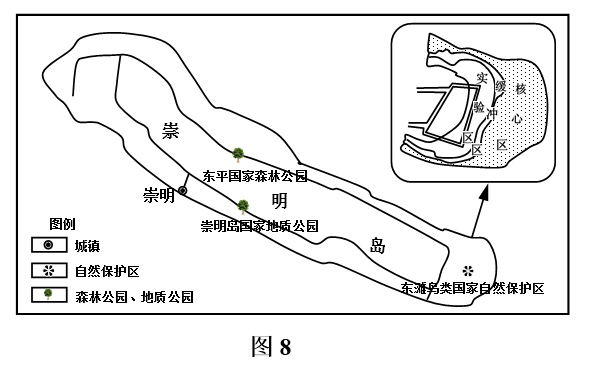 实验区
缓冲区
核心区
崇明岛
东平国家森林公园
崇明
崇明岛国家地质公园
东滩鸟类国家自然保护区
图例
城镇
自然保护区
森林公园、地质公园
图 8